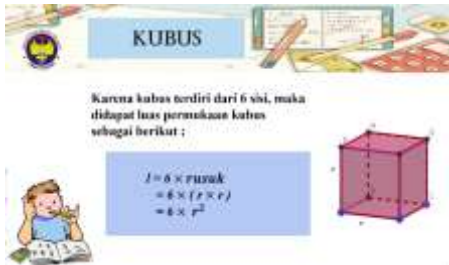 KUBUS
Karena kubus terdiri dari 6 sisi, maka
didapat luas permukaan kubus
sebagai berikut ;
l = 6 × rusuk
= 6 × (r × r)
= 6 × r²